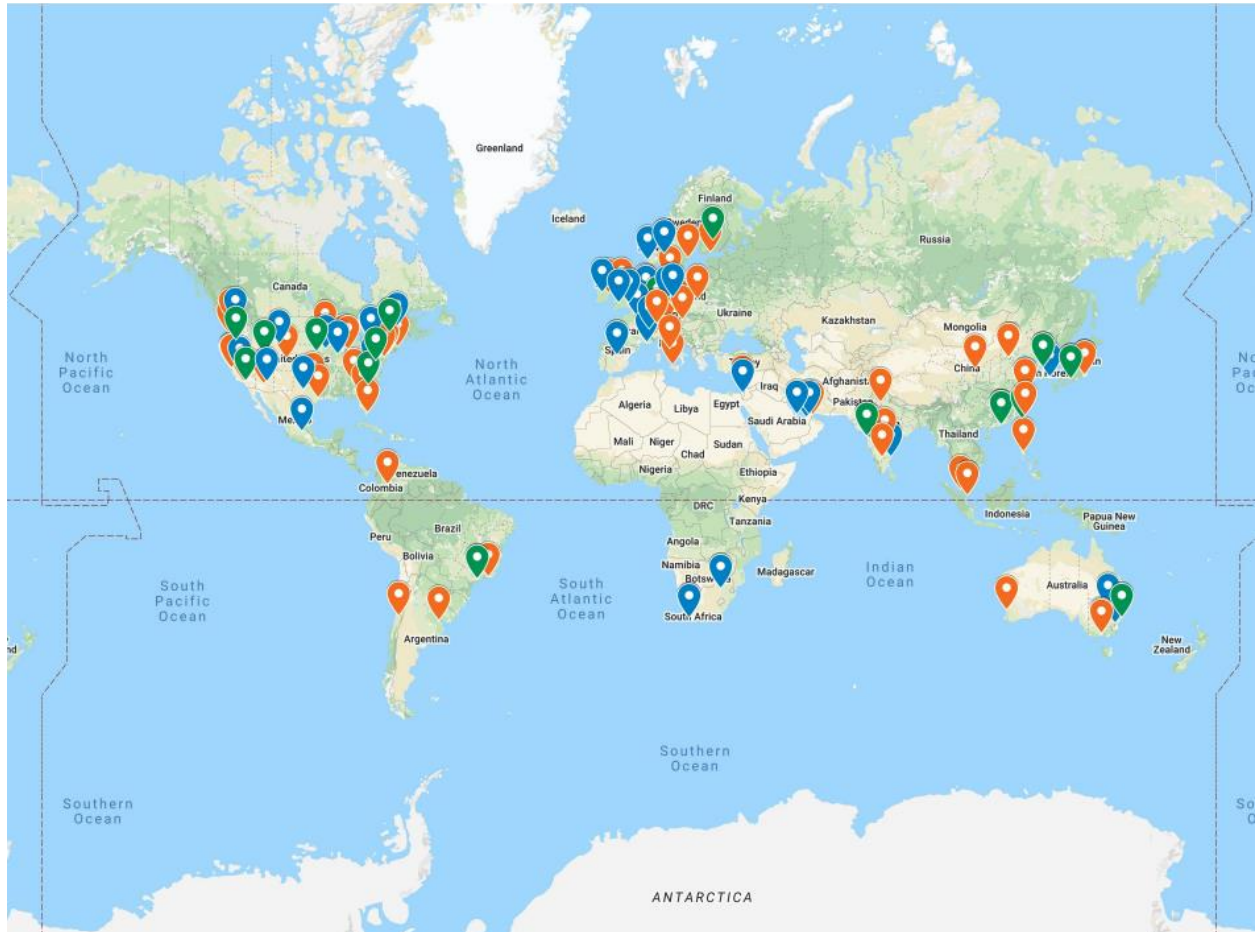 Greenland
Iceland
Finland
Sweden
Russia
Canada
Ukraine
Kazakhstan
Mongolia
North
Pacific
Ocean
North
Atlantic
Ocean
Spain
Turkey
China
Iraq
Afghanistan
Pakistan
Algeria
Libya
Egypt
Saudi Arabia
Mali
Niger
Chad
Sudan
Thailand
Nigeria
Ethiopia
Venezuela
Colombia
DRC
Kenya
Tanzania
Indonesia
Papua New
Guinea
Brazil
Peru
Bolivia
Angola
Namibia
Madagascar
South
Pacific
Ocean
South
Atlantic
Ocean
Indian
Ocean
Australia
South Africa
Argentina
New
Zealand
Southern
Ocean
Southern
Ocean
ANTARCTICA